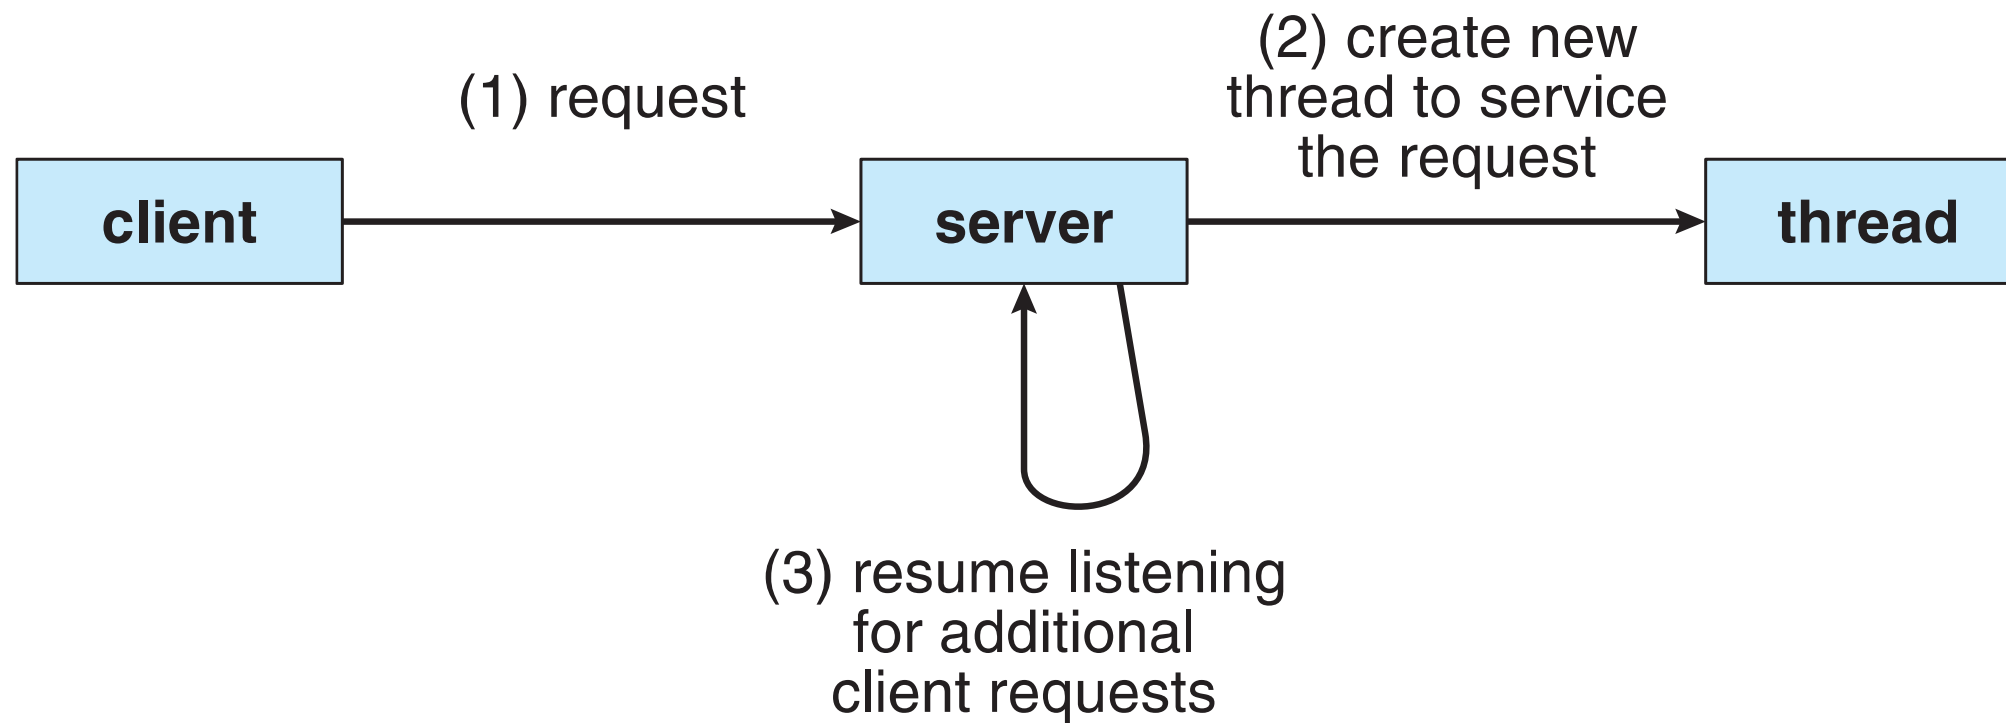 (1) request
(2) create new
thread to service
the request
client
server
thread
(3) resume listening
for additional
client requests